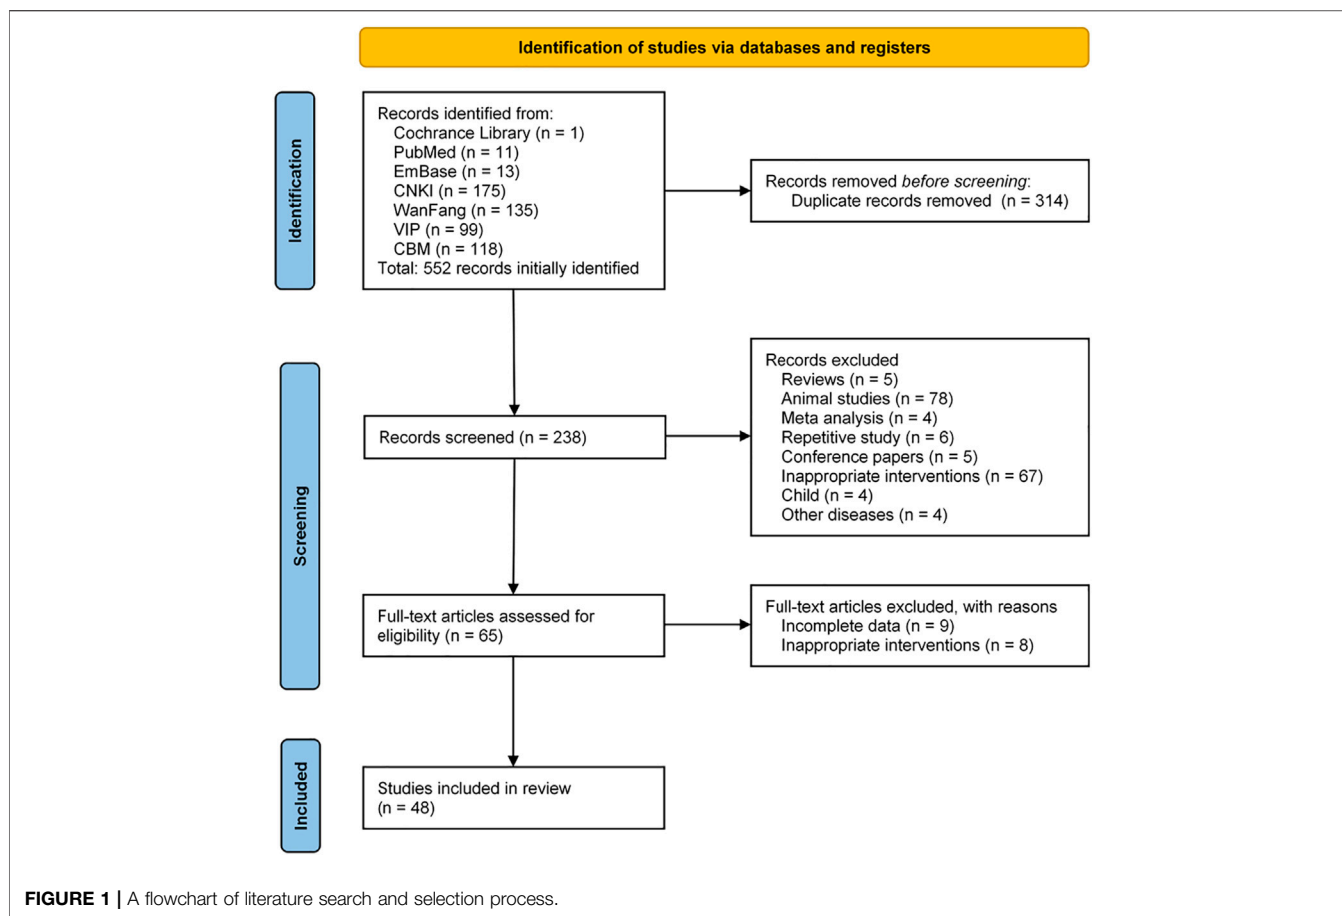 Identification of studies via databases and registers
Identification
Records identified from:
Cochrance Library (n = 1)
PubMed (n = 11)
EmBase (n = 13)
CNKI (n = 175)
WanFang (n = 135)
VIP (n = 99)
CBM (n = 118)
Total: 552 records initially identified
Records removed before screening:
Duplicate records removed (n = 314)
Screening
Records screened (n = 238)
Records excluded
Reviews (n = 5)
Animal studies (n = 78)
Meta analysis (n = 4)
Repetitive study (n = 6)
Conference papers (n = 5)
Inappropriate interventions (n = 67)
Child (n = 4)
Other diseases (n = 4)
Full-text articles assessed for
eligibility (n = 65)
Full-text articles excluded, with reasons
Incomplete data (n = 9)
Inappropriate interventions (n = 8)
Included
Studies included in review
(n = 48)
FIGURE 1 | A flowchart of literature search and selection process.